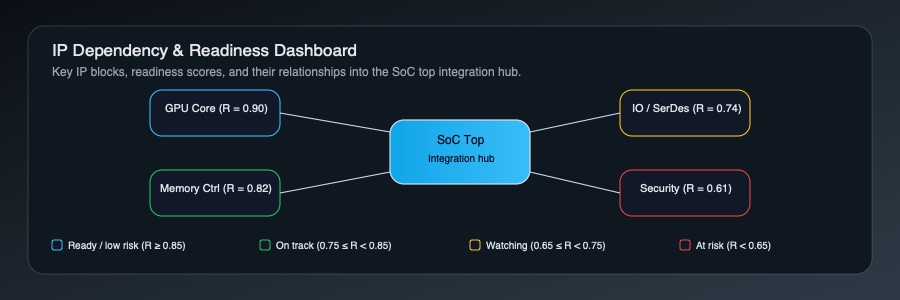 IP Dependency & Readiness Dashboard
Key IP blocks, readiness scores, and their relationships into the SoC top integration hub.
GPU Core (R = 0.90)
IO / SerDes (R = 0.74)
SoC Top
Integration hub
Memory Ctrl (R = 0.82)
Security (R = 0.61)
Ready / low risk (R ≥ 0.85)
On track (0.75 ≤ R < 0.85)
Watching (0.65 ≤ R < 0.75)
At risk (R < 0.65)